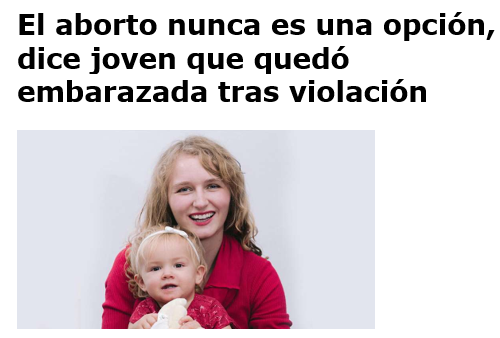 El aborto nunca es una opción,
dice joven que quedó
embarazada tras violación